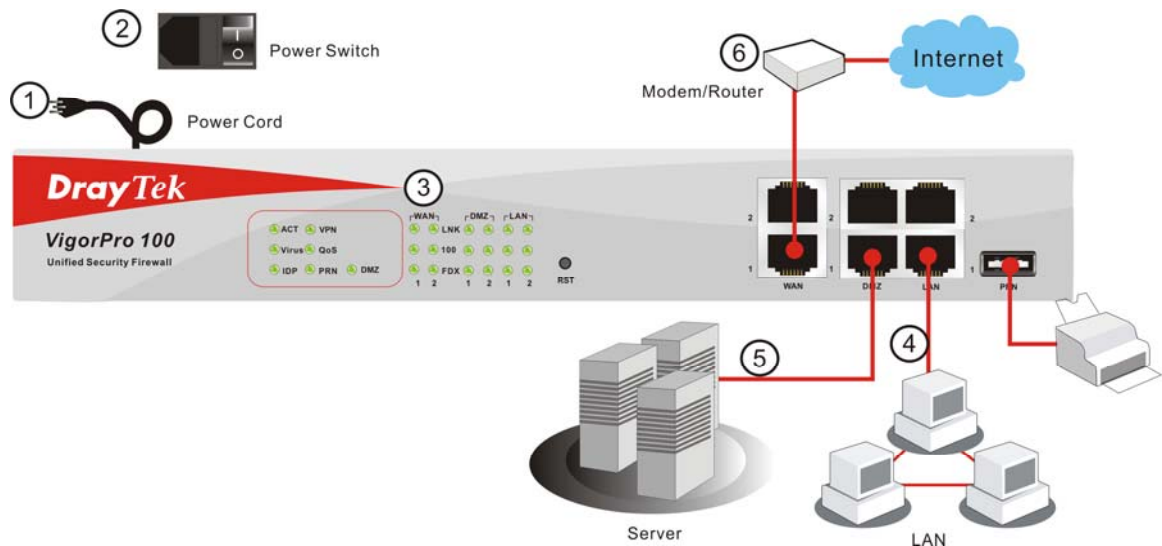 2
Power Switch
1
Power Cord
6
Modem/Router
Internet
DrayTek
VigorPro 100
Unified Security Firewall
3
ACT VPN
Virus QoS
IDP PRN DMZ
WAN DMZ LAN
LNK
100
FDX
1 2 1 2 1 2
RST
2 2 2
1 1 1
WAN DMZ LAN PRN
5
4
Server
LAN